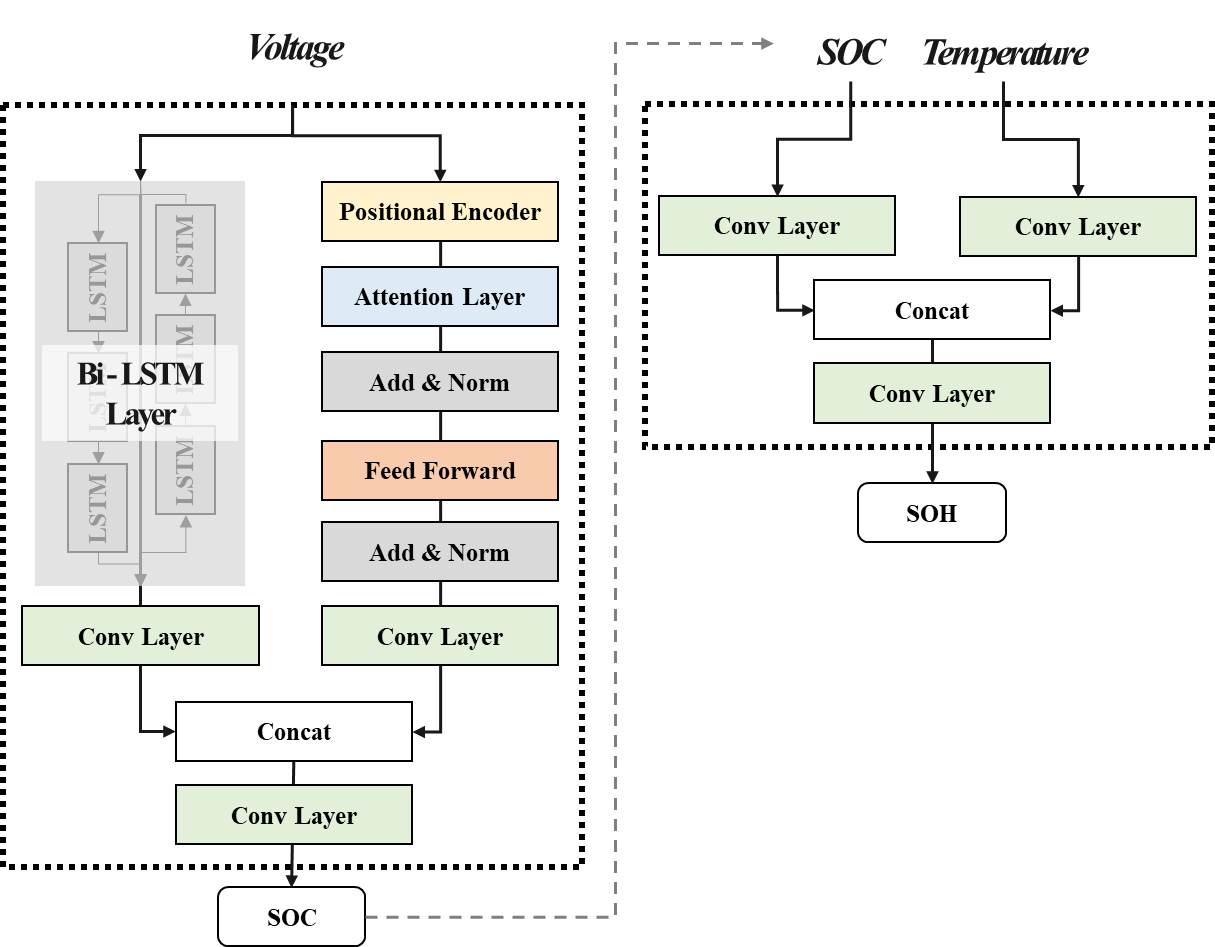 Voltage
LSTM
LSTM
LSTM
LSTM
LSTM
LSTM
Bi-LSTM
Layer
Positional Encoder
Attention Layer
Add & Norm
Feed Forward
Add & Norm
Conv Layer
Conv Layer
Concat
Conv Layer
SOC
SOC
Temperature
Conv Layer
Conv Layer
Concat
Conv Layer
SOH